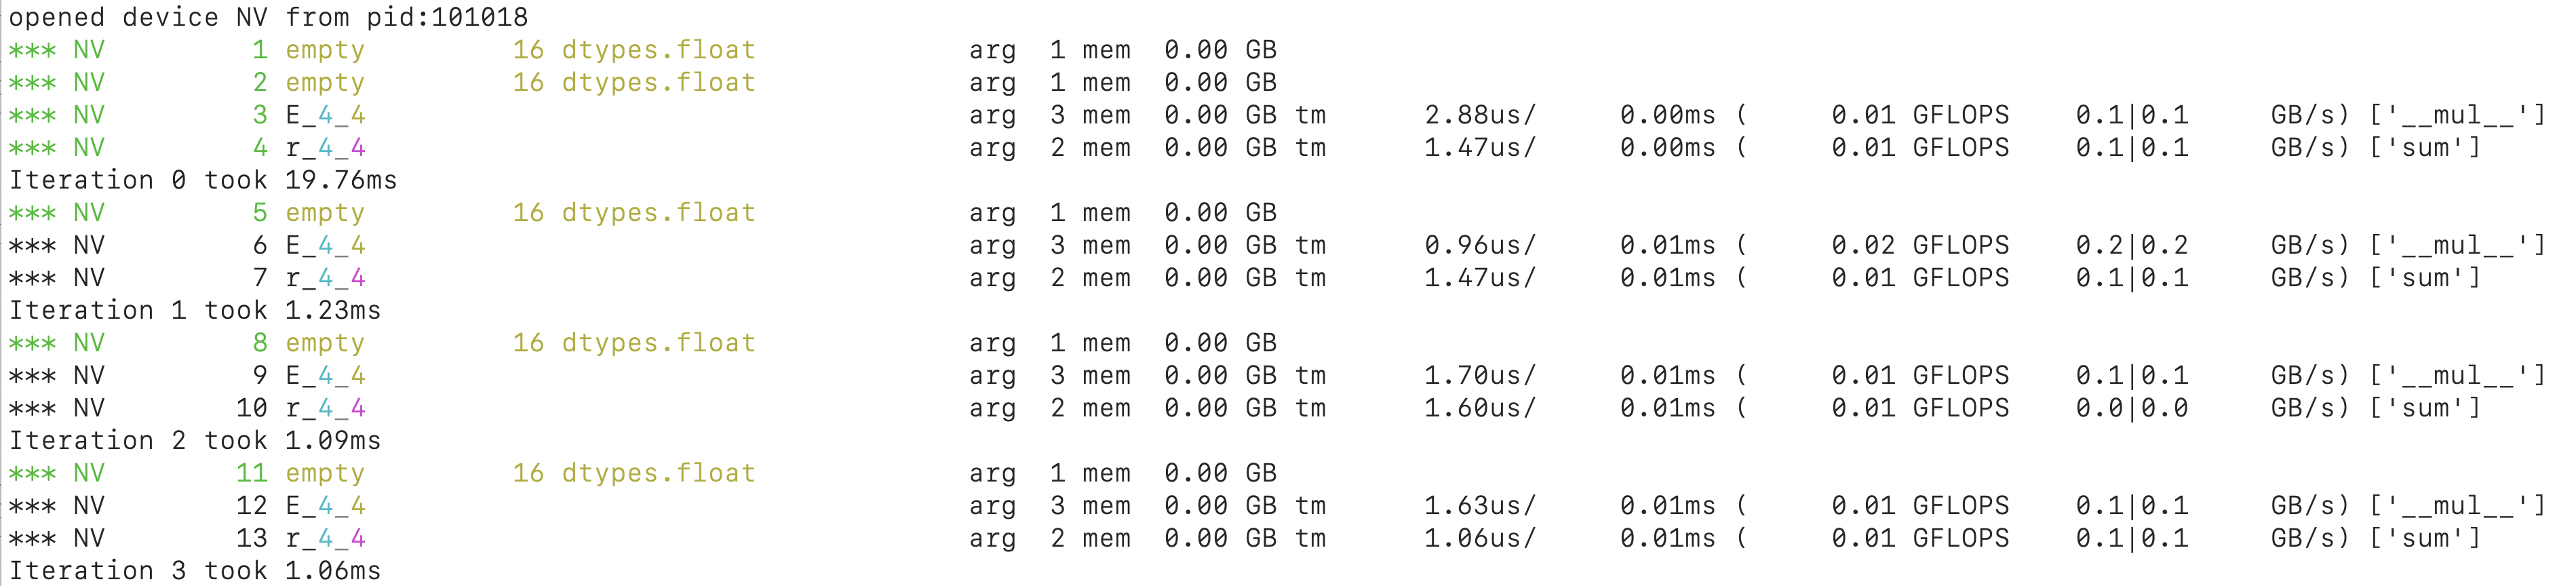 opened device NV from pid:101018
*** NV         1 empty         16 dtypes.float             arg  1 mem  0.00 GB
*** NV         2 empty         16 dtypes.float             arg  1 mem  0.00 GB
*** NV         3 E_4_4                                     arg  3 mem  0.00 GB tm      2.88us/     0.00ms (     0.01 GFLOPS    0.1|0.1     GB/s) ['__mul__']
*** NV         4 r_4_4                                     arg  2 mem  0.00 GB tm      1.47us/     0.00ms (     0.01 GFLOPS    0.1|0.1     GB/s) ['sum']
Iteration 0 took 19.76ms
*** NV         5 empty         16 dtypes.float             arg  1 mem  0.00 GB
*** NV         6 E_4_4                                     arg  3 mem  0.00 GB tm      0.96us/     0.01ms (     0.02 GFLOPS    0.2|0.2     GB/s) ['__mul__']
*** NV         7 r_4_4                                     arg  2 mem  0.00 GB tm      1.47us/     0.01ms (     0.01 GFLOPS    0.1|0.1     GB/s) ['sum']
Iteration 1 took 1.23ms
*** NV         8 empty         16 dtypes.float             arg  1 mem  0.00 GB
*** NV         9 E_4_4                                     arg  3 mem  0.00 GB tm      1.70us/     0.01ms (     0.01 GFLOPS    0.1|0.1     GB/s) ['__mul__']
*** NV        10 r_4_4                                     arg  2 mem  0.00 GB tm      1.60us/     0.01ms (     0.01 GFLOPS    0.0|0.0     GB/s) ['sum']
Iteration 2 took 1.09ms
*** NV        11 empty         16 dtypes.float             arg  1 mem  0.00 GB
*** NV        12 E_4_4                                     arg  3 mem  0.00 GB tm      1.63us/     0.01ms (     0.01 GFLOPS    0.1|0.1     GB/s) ['__mul__']
*** NV        13 r_4_4                                     arg  2 mem  0.00 GB tm      1.06us/     0.01ms (     0.01 GFLOPS    0.1|0.1     GB/s) ['sum']
Iteration 3 took 1.06ms